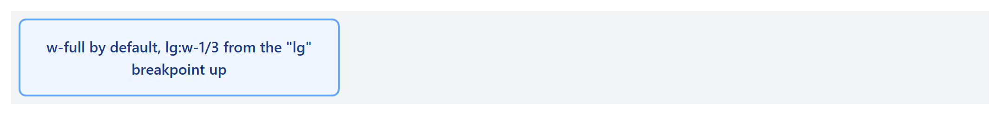 w-full by default, lg:w-1/3 from the "lg"
breakpoint up